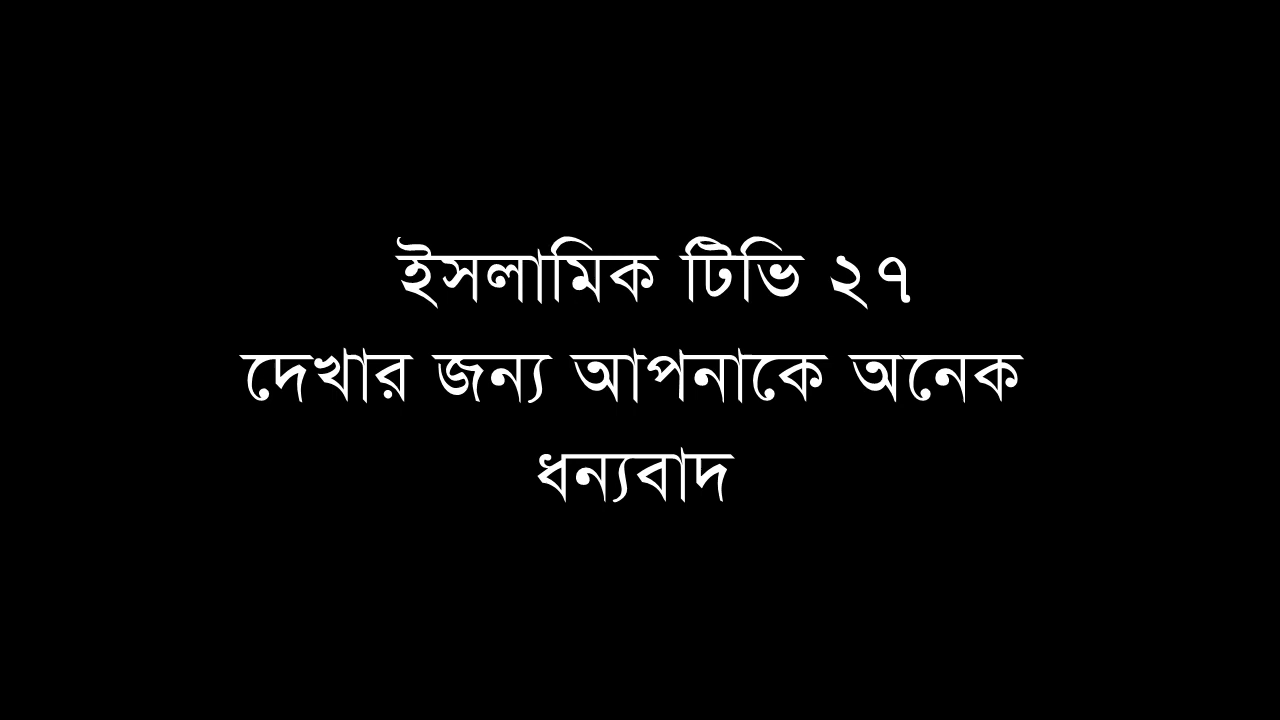 ইসলামিক টিভি ২৭
দেখার জন্য আপনাকে অনেক
ধন্যবাদ